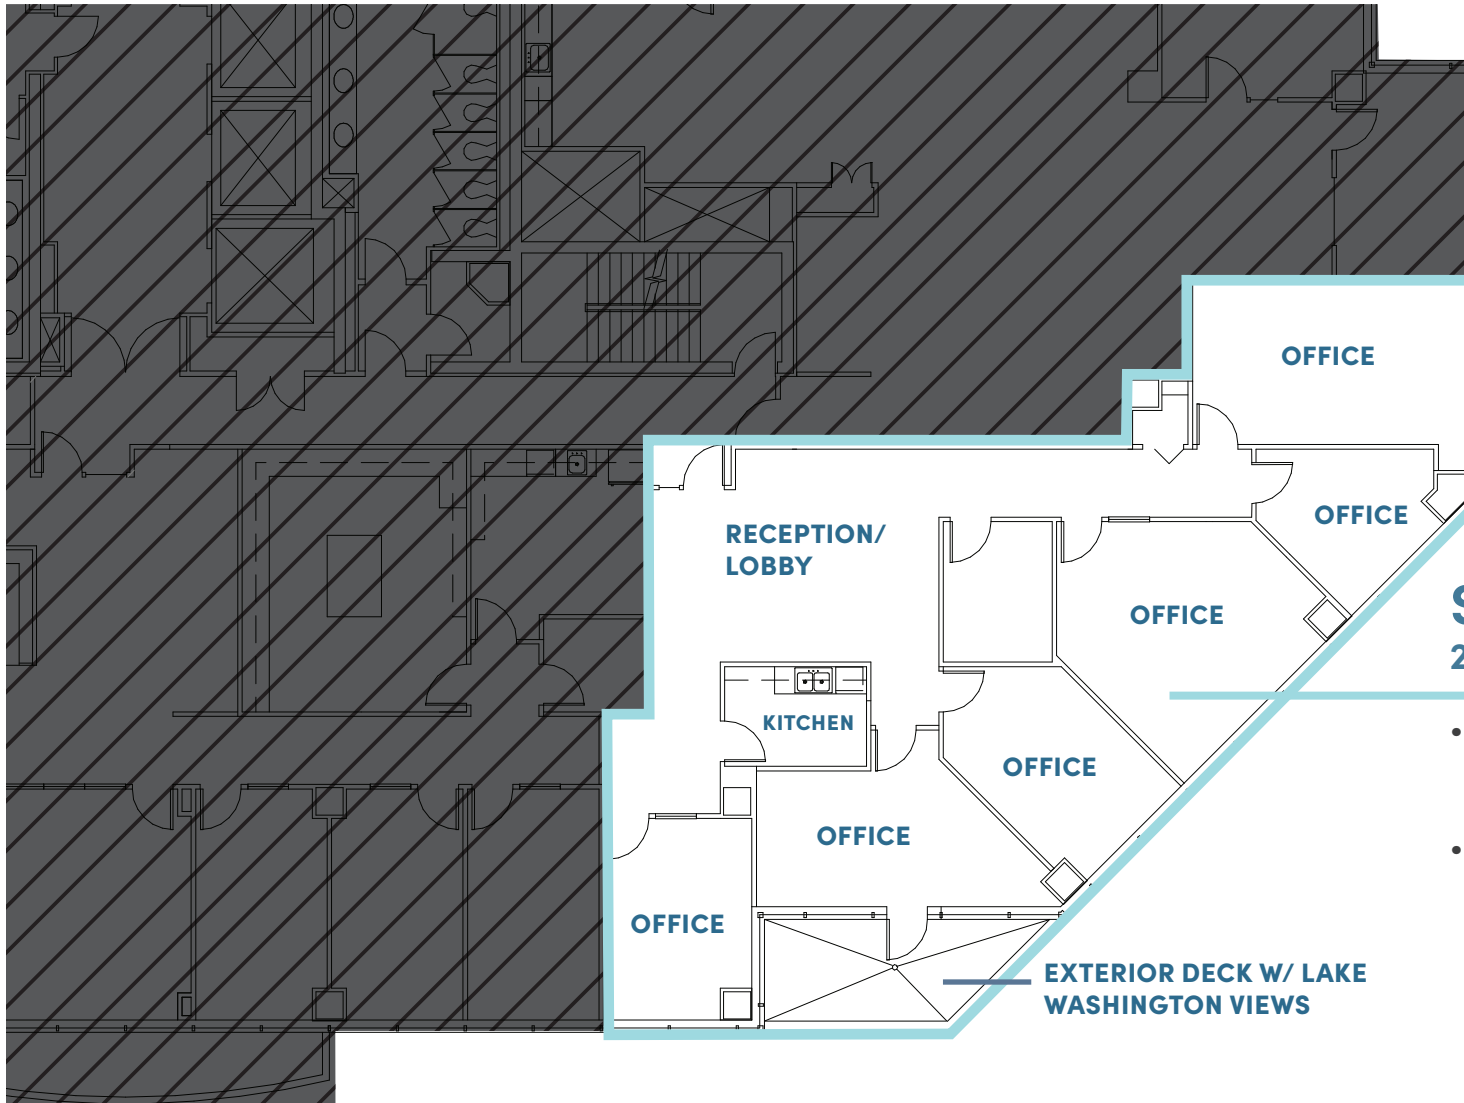 OFFICE
OFFICE
RECEPTION/
LOBBY
OFFICE
KITCHEN
OFFICE
OFFICE
OFFICE
EXTERIOR DECK W/ LAKE
WASHINGTON VIEWS